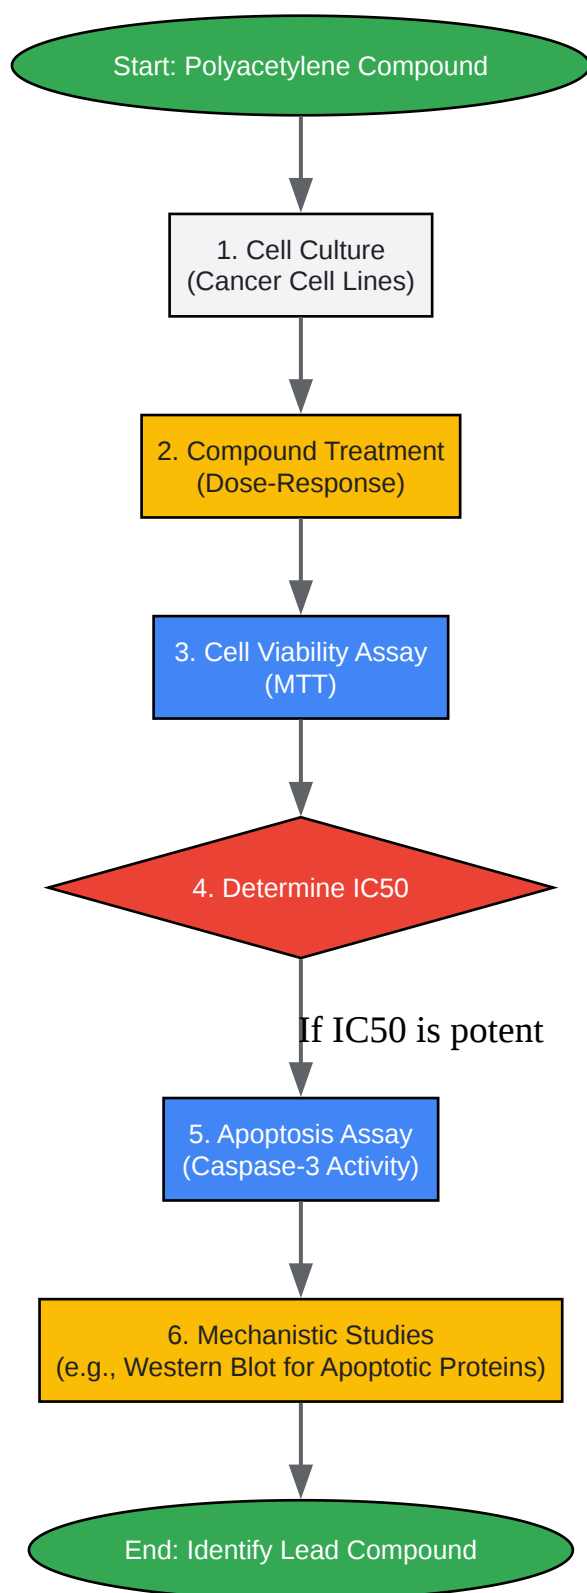 Start: Polyacetylene Compound
1. Cell Culture
(Cancer Cell Lines)
2. Compound Treatment
(Dose-Response)
3. Cell Viability Assay
(MTT)
4. Determine IC50
If IC50 is potent
5. Apoptosis Assay
(Caspase-3 Activity)
6. Mechanistic Studies
(e.g., Western Blot for Apoptotic Proteins)
End: Identify Lead Compound